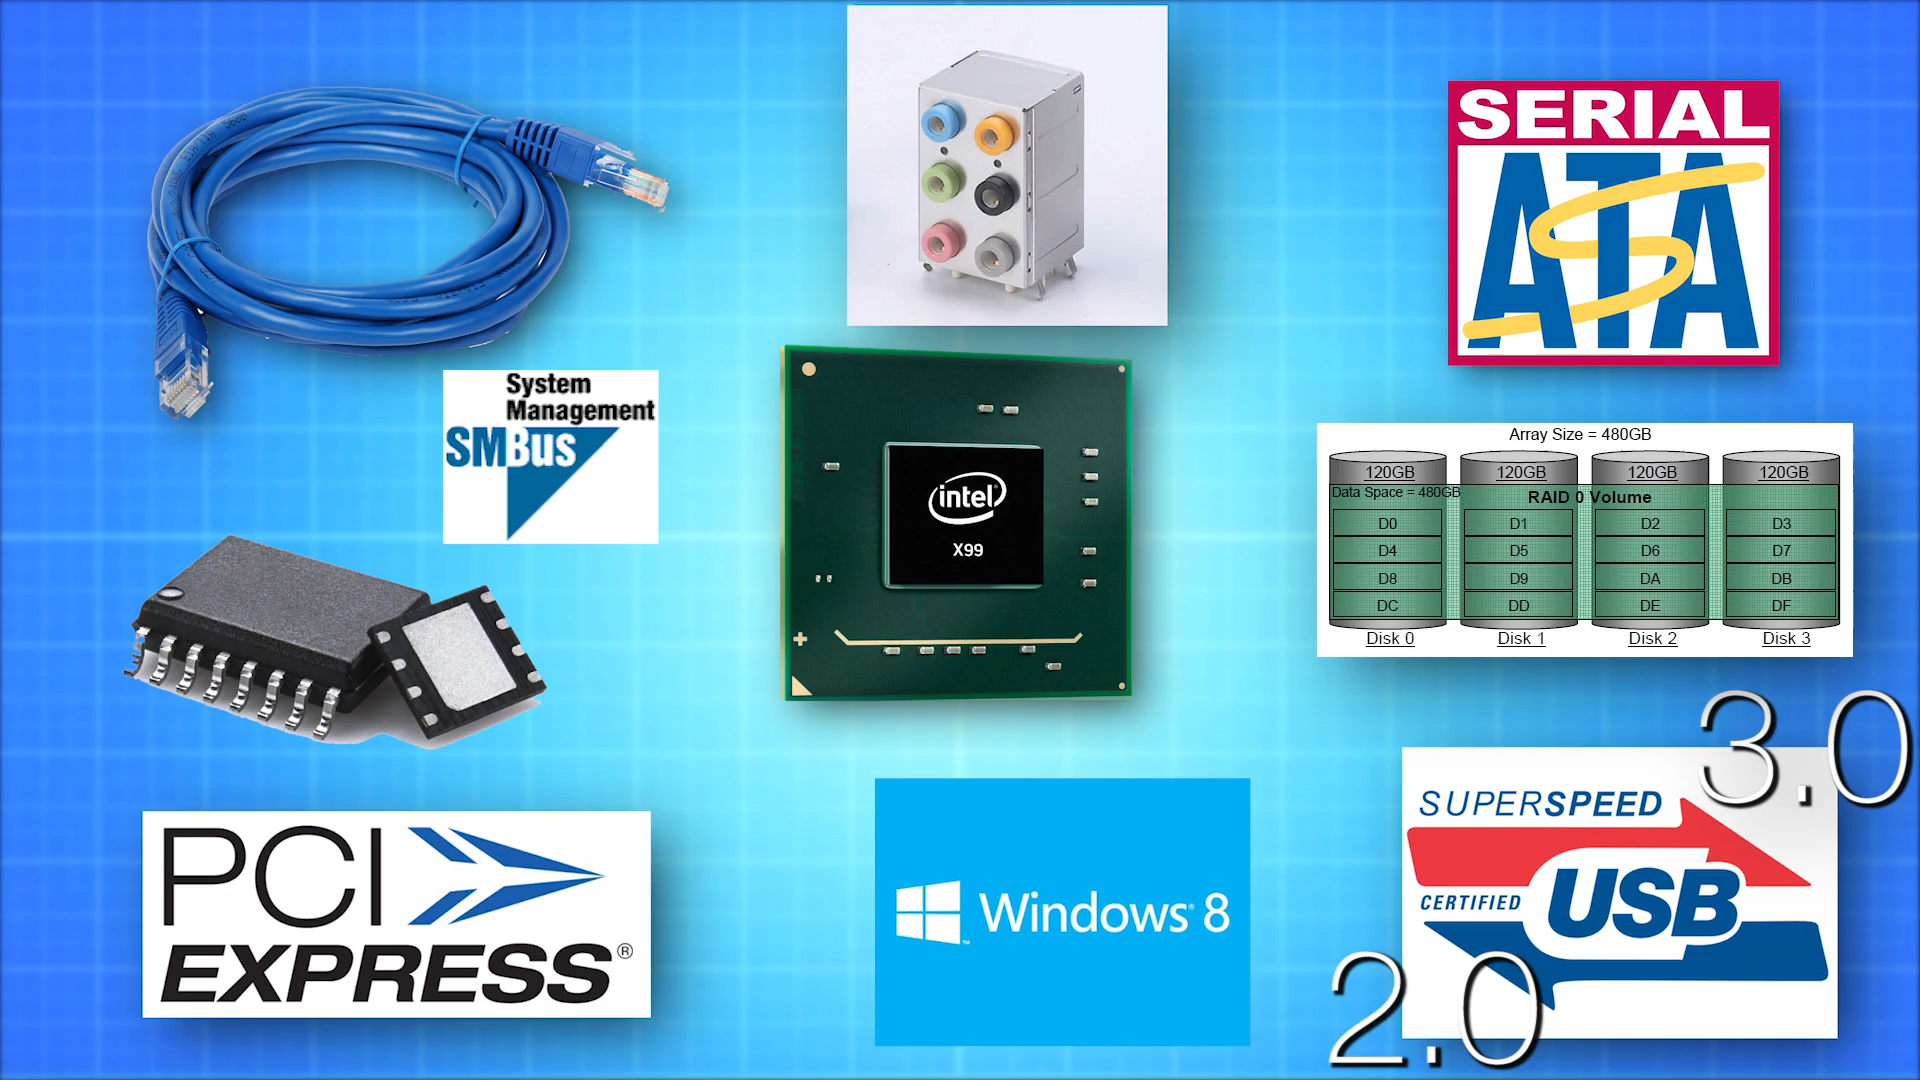 SERIAL
ATA
System
Management
SMBus
intel
X99
Array Size = 480GB
120GB 120GB 120GB 120GB
Data Space = 480GB RAID 0 Volume
D0 D1 D2 D3
D4 D5 D6 D7
D8 D9 DA DB
DC DD DE DF
Disk 0 Disk 1 Disk 2 Disk 3
PCI
EXPRESS®
Windows® 8
™
3.0
SUPERSPEED
CERTIFIED USB
2.0